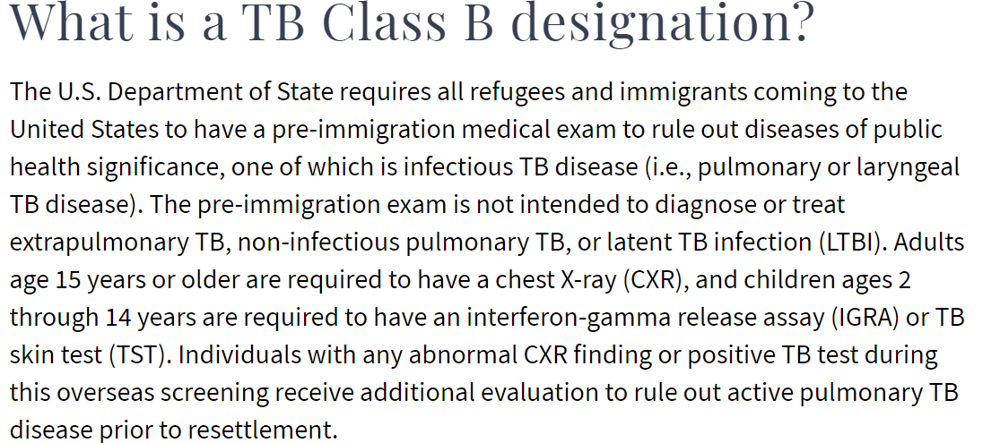 What is a TB Class B designation?
The U.S. Department of State requires all refugees and immigrants coming to the
United States to have a pre-immigration medical exam to rule out diseases of public
health significance, one of which is infectious TB disease (i.e., pulmonary or laryngeal
TB disease). The pre-immigration exam is not intended to diagnose or treat
extrapulmonary TB, non-infectious pulmonary TB, or latent TB infection (LTBI). Adults
age 15 years or older are required to have a chest X-ray (CXR), and children ages 2
through 14 years are required to have an interferon-gamma release assay (IGRA) or TB
skin test (TST). Individuals with any abnormal CXR finding or positive TB test during
this overseas screening receive additional evaluation to rule out active pulmonary TB
disease prior to resettlement.